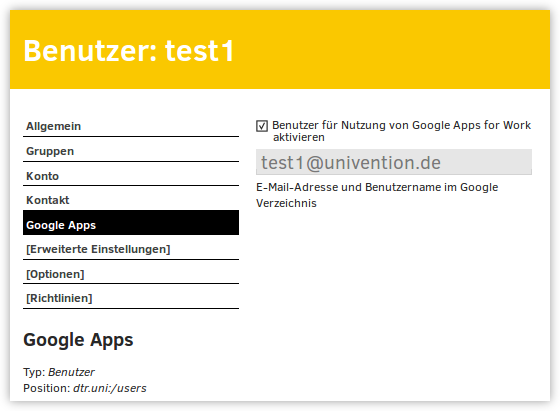 Benutzer: test1
Allgemein
Gruppen
Konto
Kontakt
Google Apps
[Erweiterte Einstellungen]
[Optionen]
[Richtlinien]
Google Apps
Typ: Benutzer
Position: dtr.uni:/users
Benutzer für Nutzung von Google Apps for Work
aktivieren
test1@univention.de
E-Mail-Adresse und Benutzername im Google
Verzeichnis